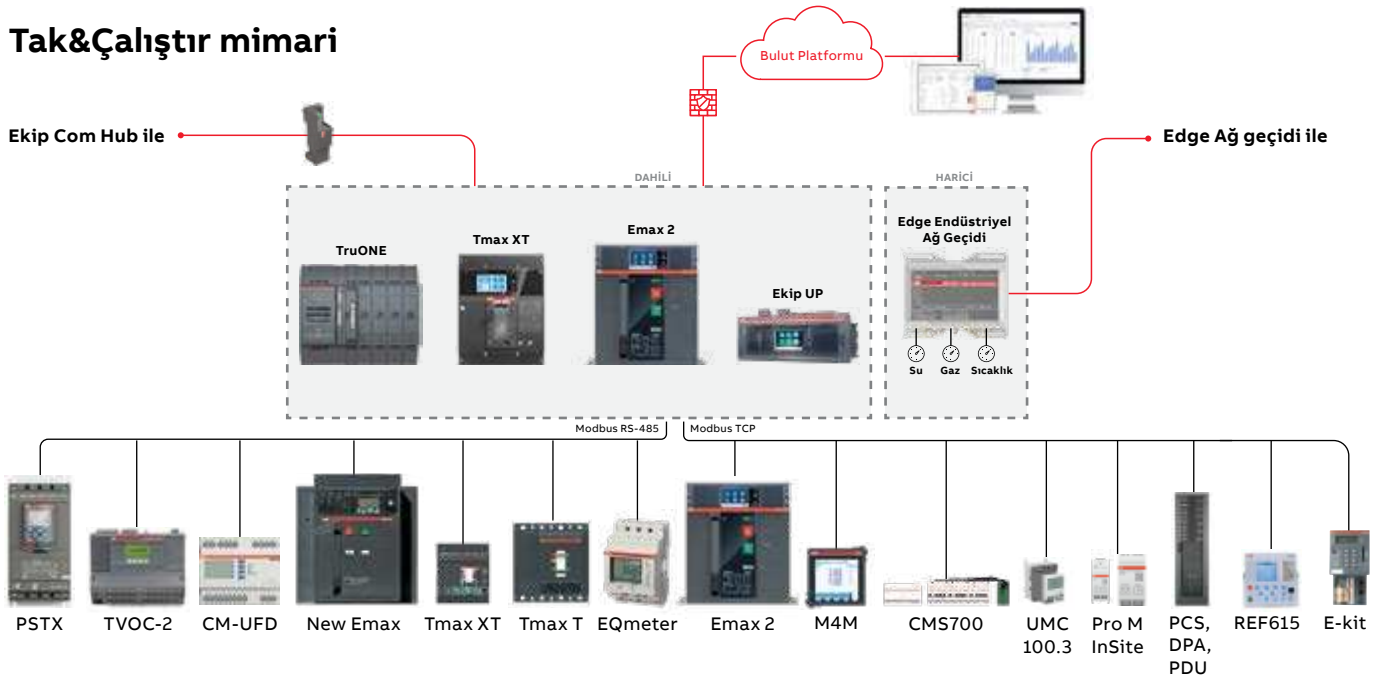 Tak&Çalıştır mimari
Bulut Platformu
Ekip Com Hub ile
Edge Ağ geçidi ile
DAHİLİ
HARİCİ
TruONE
Tmax XT
Emax 2
Ekip UP
Edge Endüstriyel
Ağ Geçidi
Su
Gaz
Sıcaklık
Modbus RS-485
Modbus TCP
PSTX
TVOC-2
CM-UFD
New Emax
Tmax XT
Tmax T
EQmeter
Emax 2
M4M
CMS700
UMC
100.3
Pro M
InSite
PCS,
DPA,
PDU
REF615
E-kit